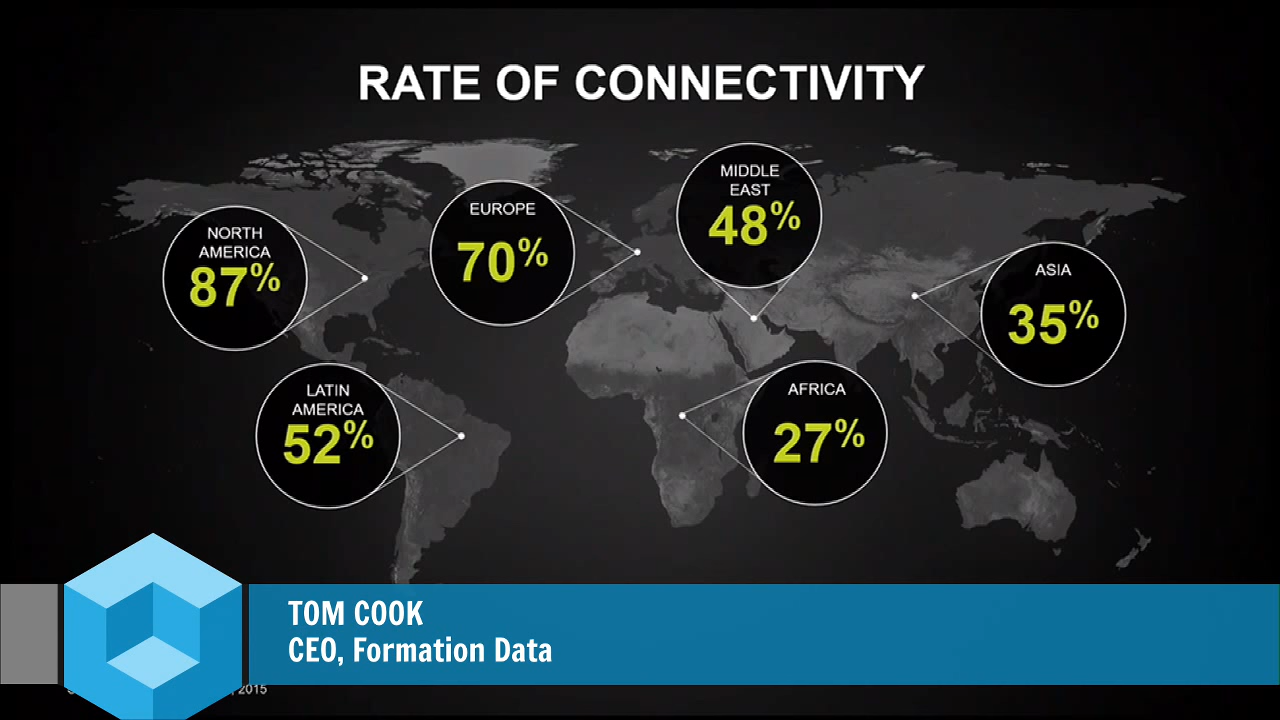 RATE OF CONNECTIVITY
NORTH
AMERICA
87%
EUROPE
70%
MIDDLE
EAST
48%
ASIA
35%
LATIN
AMERICA
52%
AFRICA
27%
TOM COOK
CEO, Formation Data
, 2015